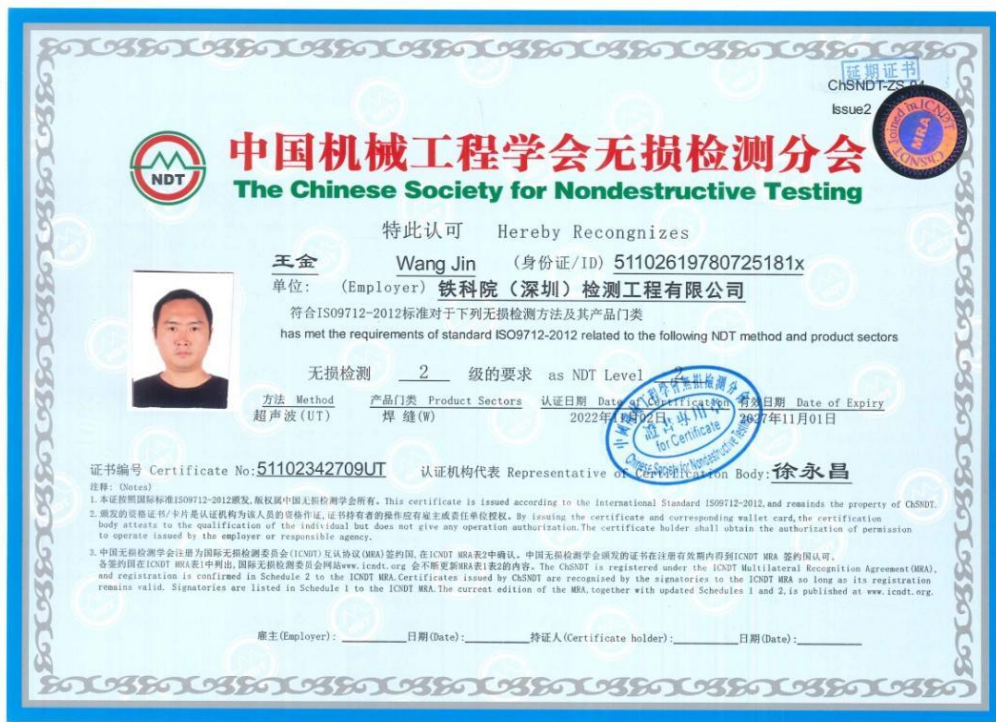 延期证书
ChSNDT-ZS-04
Issue2
ChSNDT Joined in ICNDT
MRA
NDT
中国机械工程学会无损检测分会
The Chinese Society for Nondestructive Testing
特此认可 Hereby Recongnizes
王金 Wang Jin (身份证/ID) 51102619780725181x
单位: (Employer) 铁科院（深圳）检测工程有限公司
符合ISO9712-2012标准对于下列无损检测方法及其产品门类
has met the requirements of standard ISO9712-2012 related to the following NDT method and product sectors
无损检测 2 级的要求 as NDT Level 2
方法 Method 产品门类 Product Sectors 认证日期 Date of Certification 有效日期 Date of Expiry
超声波(UT) 焊缝(W) 2022年11月02日 2027年11月01日
中国机械工程学会无损检测分会
证书专用章
for Certificate
Chinese Society for Nondestructive Testing
证书编号 Certificate No:51102342709UT 认证机构代表 Representative of Certification Body:徐永昌
注释: (Notes)
1. 本证按照国际标准ISO9712-2012颁发, 版权属中国无损检测学会所有。This certificate is issued according to the International Standard ISO9712-2012, and remainds the property of ChSNDT.
2. 颁发的资格证书/卡片是认证机构为该人员的资格作证, 证书持有者的操作应有雇主或责任单位授权。By issuing the certificate and corresponding wallet card, the certification
body attests to the qualification of the individual but does not give any operation authorization. The certificate holder shall obtain the authorization of permission
to operate issued by the employer or responsible agency.
3. 中国无损检测学会注册为国际无损检测委员会(ICNDT)互认协议(MRA)签约国, 在ICNDT MRA表2中确认。中国无损检测学会颁发的证书在注册有效期内得到ICNDT MRA 签约国认可。
各签约国在ICNDT MRA表1中列出, 国际无损检测委员会网站www.icndt.org 会不断更新MRA表1表2的内容。The ChSNDT is registered under the ICNDT Multilateral Recognition Agreement(MRA),
and registration is confirmed in Schedule 2 to the ICNDT MRA. Certificates issued by ChSNDT are recognised by the signatories to the ICNDT MRA so long as its registration
remains valid. Signatories are listed in Schedule 1 to the ICNDT MRA. The current edition of the MRA, together with updated Schedules 1 and 2, is published at www.icndt.org.
雇主(Employer): 日期(Date): 持证人(Certificate holder): 日期(Date):